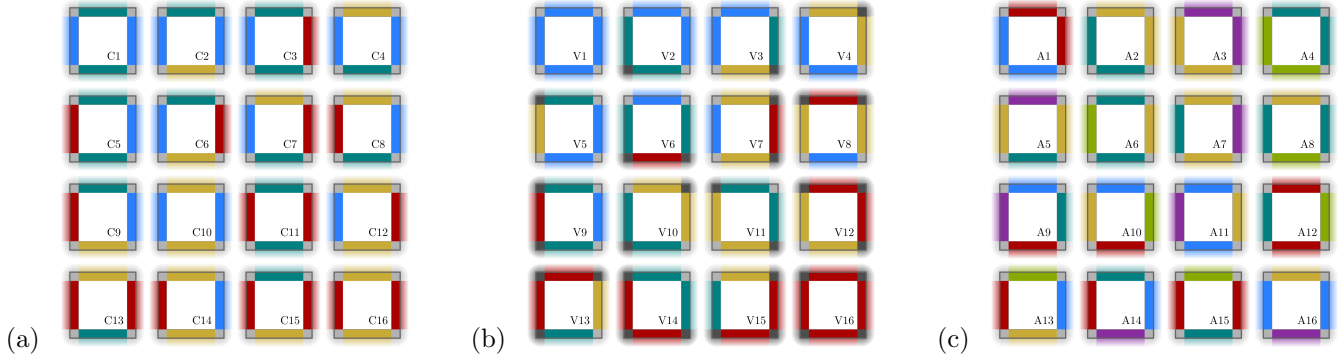 C1 C2 C3 C4 V1 V2 V3 V4 A1 A2 A3 A4
C5 C6 C7 C8 V5 V6 V7 V8 A5 A6 A7 A8
C9 C10 C11 C12 V9 V10 V11 V12 A9 A10 A11 A12
C13 C14 C15 C16 V13 V14 V15 V16 A13 A14 A15 A16
(a) (b) (c)